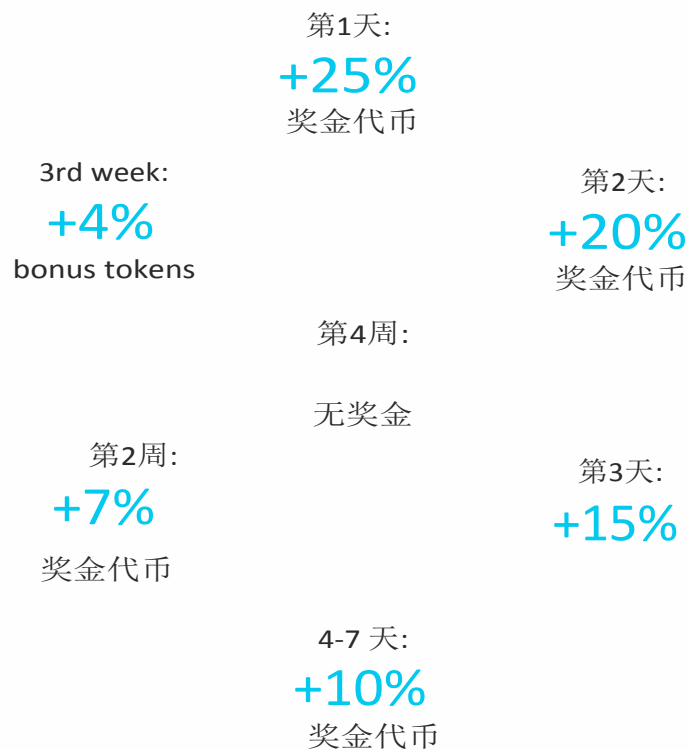 第1天:
+25%
奖金代币
3rd week:
+4%
bonus tokens
第2天:
+20%
奖金代币
第4周:
无奖金
第2周:
+7%
奖金代币
第3天:
+15%
4-7 天:
+10%
奖金代币